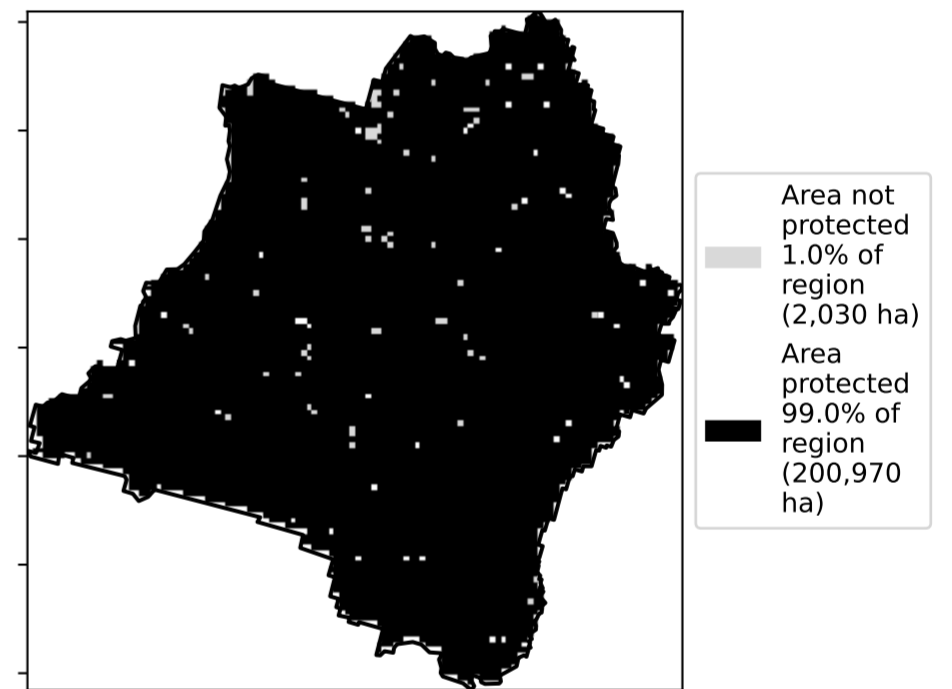 Area not
protected
1.0% of
region
(2,030 ha)
Area
protected
99.0% of
region
(200,970
ha)